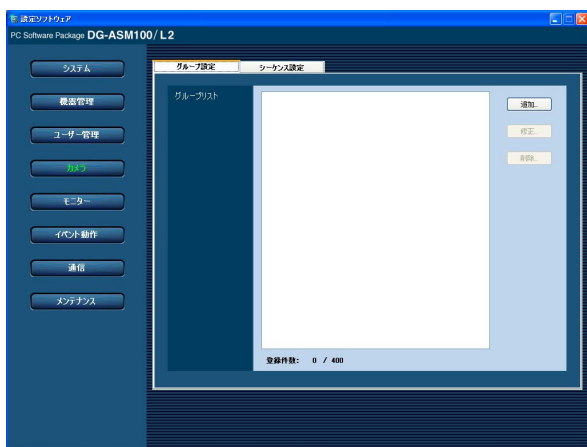 設定ソフトウェア
PC Software Package DG-ASM100/L2
システム
機器管理
ユーザー管理
カメラ
モニター
イベント動作
通信
メンテナンス
グループ設定 シーケンス設定
グループリスト
追加...
修正...
削除...
登録件数: 0 / 400